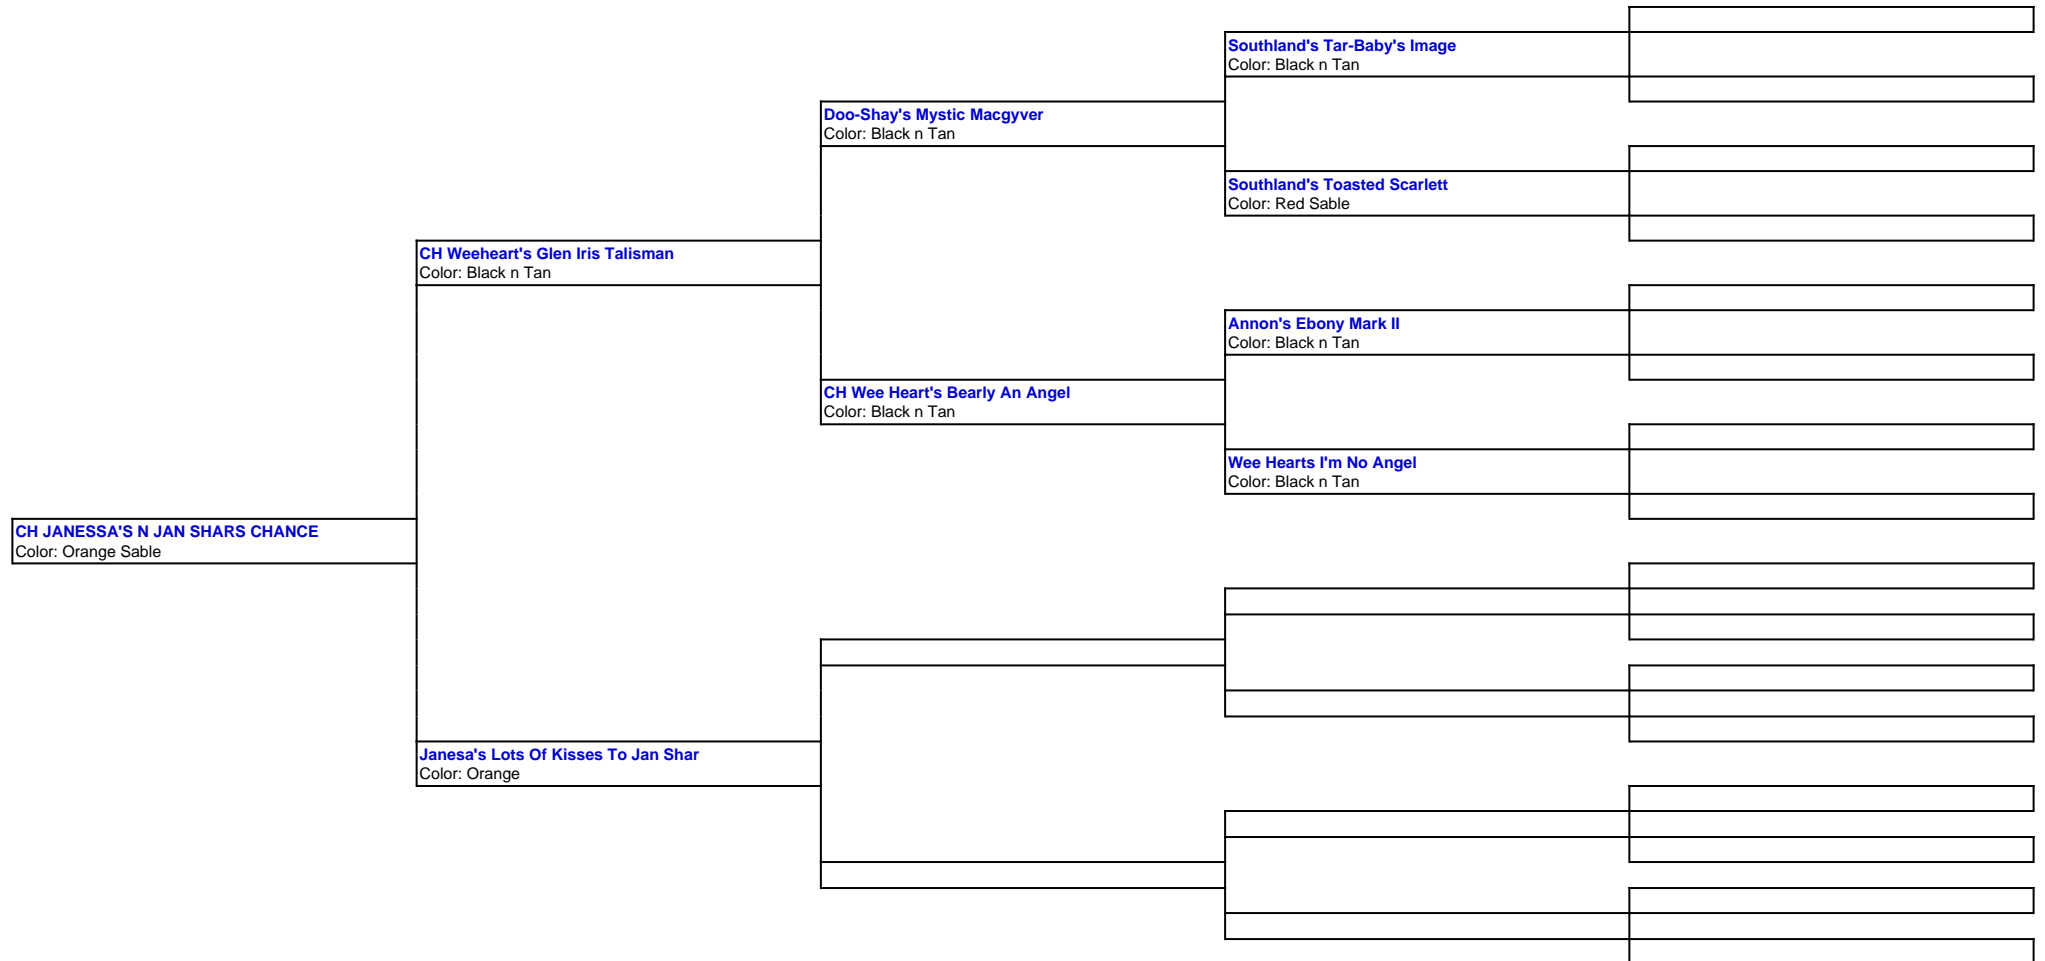 Southland's Tar-Baby's Image
Color: Black n Tan
Doo-Shay's Mystic Macgyver
Color: Black n Tan
Southland's Toasted Scarlett
Color: Red Sable
CH Weeheart's Glen Iris Talisman
Color: Black n Tan
Annon's Ebony Mark II
Color: Black n Tan
CH Wee Heart's Bearly An Angel
Color: Black n Tan
Wee Hearts I'm No Angel
Color: Black n Tan
CH JANESSA'S N JAN SHARS CHANCE
Color: Orange Sable
Janesa's Lots Of Kisses To Jan Shar
Color: Orange